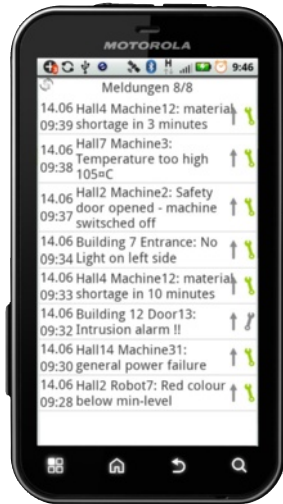 MOTOROLA
H 9:46
Meldungen 8/8
14.06 Hall4 Machine12: material
09:39 shortage in 3 minutes
14.06 Hall7 Machine3:
09:38 Temperature too high
105¤C
14.06 Hall2 Machine2: Safety
09:37 door opened - machine
switsched off
14.06 Building 7 Entrance: No
09:34 Light on left side
14.06 Hall4 Machine12: material
09:33 shortage in 10 minutes
14.06 Building 12 Door13:
09:32 Intrusion alarm !!
14.06 Hall14 Machine31:
09:30 general power failure
14.06 Hall2 Robot7: Red colour
09:28 below min-level